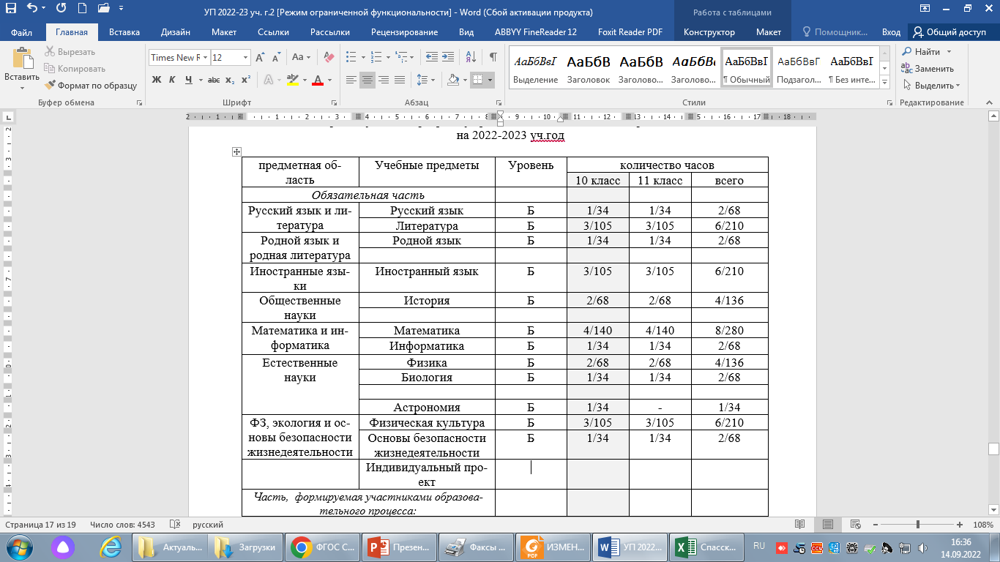 УП 2022-23 уч. г.2 [Режим ограниченной функциональности] - Word (Сбой активации продукта)
Работа с таблицами
Файл Главная Вставка Дизайн Макет Ссылки Рассылки Рецензирование Вид ABBYY FineReader 12 Foxit Reader PDF Конструктор Макет Помощник... Вход Общий доступ
Вставить
Вырезать
Копировать
Формат по образцу
Буфер обмена
Times New R 12
Ж К Ч abc x₂ x²
Шрифт
Абзац
АаБбВвГ АаБбВ АаБбВв АаБбВв АаБбВвГ АаБбВвГ АаБбВвГ
Выделение Заголовок Заголово... Заголово... ¶ Обычный Подзагол... ¶ Без инте...
Стили
Найти
Заменить
Выделить
Редактирование
на 2022-2023 уч.год
предметная об-
ласть
Учебные предметы
Уровень
количество часов
10 класс 11 класс всего
Обязательная часть
Русский язык и ли-
тература
Русский язык Б 1/34 1/34 2/68
Литература Б 3/105 3/105 6/210
Родной язык и
родная литература
Родной язык Б 1/34 1/34 2/68
Иностранные язы-
ки
Иностранный язык Б 3/105 3/105 6/210
Общественные
науки
История Б 2/68 2/68 4/136
Математика и ин-
форматика
Математика Б 4/140 4/140 8/280
Информатика Б 1/34 1/34 2/68
Естественные
науки
Физика Б 2/68 2/68 4/136
Биология Б 1/34 1/34 2/68
Астрономия Б 1/34 - 1/34
ФЗ, экология и ос-
новы безопасности
жизнедеятельности
Физическая культура Б 3/105 3/105 6/210
Основы безопасности
жизнедеятельности
Б 1/34 1/34 2/68
Индивидуальный про-
ект
Часть, формируемая участниками образова-
тельного процесса:
Страница 17 из 19 Число слов: 4543 русский 108%
Актуаль... Загрузки ФГОС С... Презен... Факсы ... ИЗМЕН... УП 2022... Спасск... RU
16:36
14.09.2022